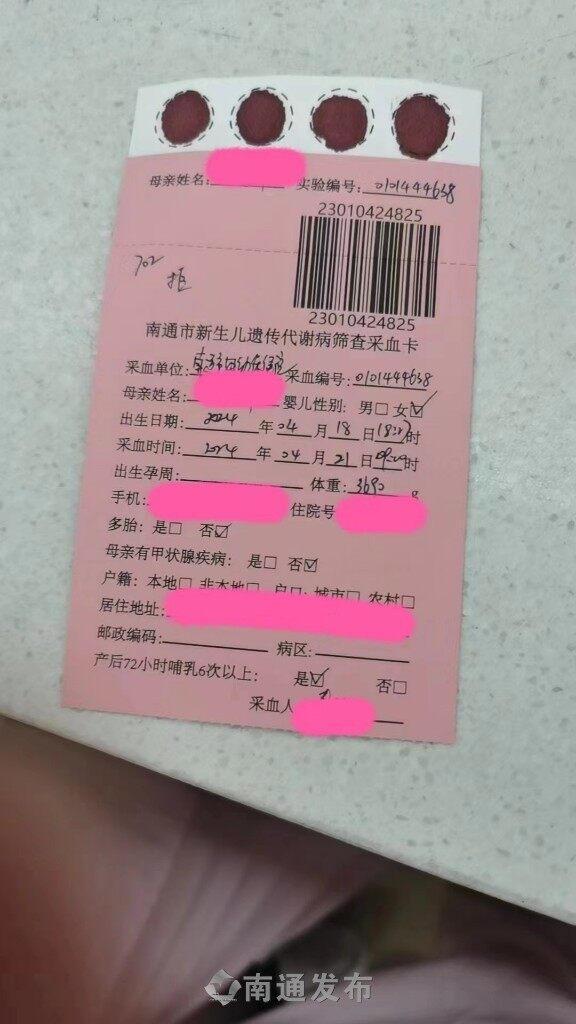 母亲姓名: 实验编号: 0101444638
23010424825
23010424825
702
拒
南通市新生儿遗传代谢病筛查采血卡
采血单位: 采血编号: 0101444638
母亲姓名: 婴儿性别: 男□ 女☑
出生日期: 2024 年 04 月 18 日 时
采血时间: 2024 年 04 月 21 日 时
出生孕周: 体重: 3690 g
手机: 住院号
多胎: 是□ 否☑
母亲有甲状腺疾病: 是□ 否☑
户籍: 本地□ 非本地□ 户口: 城市□ 农村□
居住地址:
邮政编码: 病区:
产后72小时哺乳6次以上: 是☑ 否□
采血人
南通发布